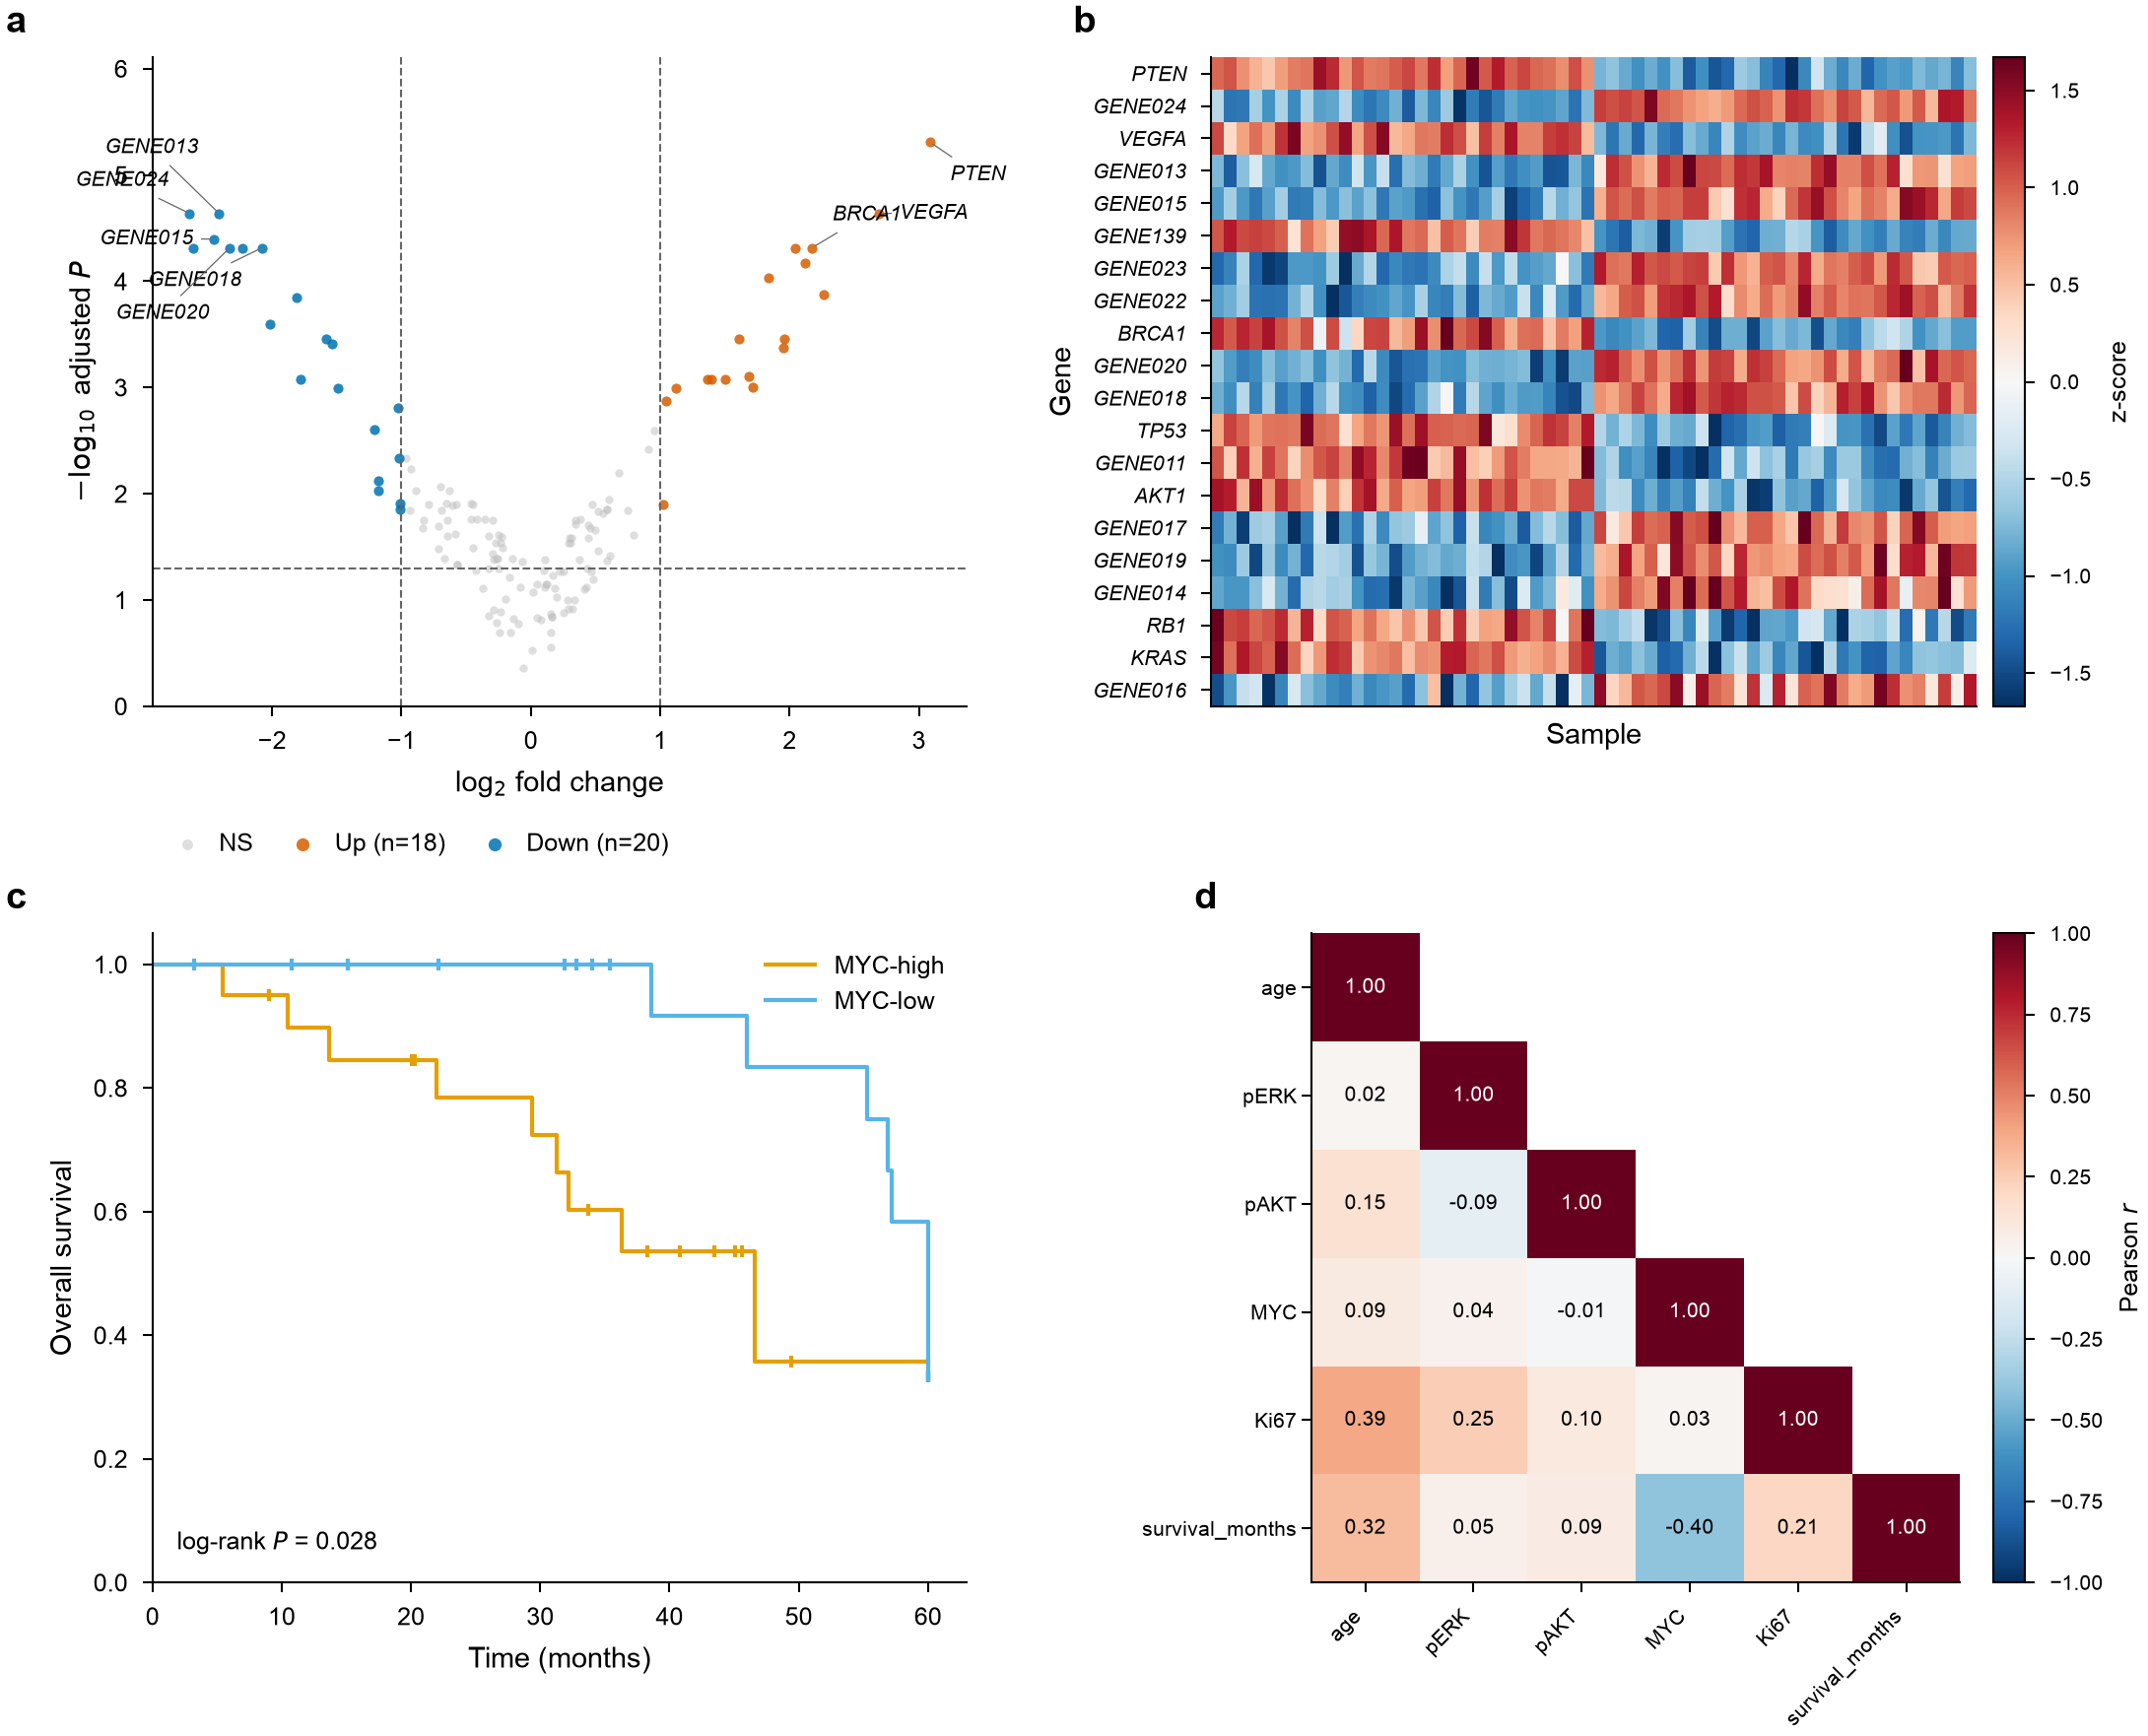 a
6
5
4
3
2
1
0
−log10 adjusted P
GENE013
GENE024
GENE015
GENE018
GENE020
PTEN
BRCA1
VEGFA
−2
−1
0
1
2
3
log2 fold change
NS
Up (n=18)
Down (n=20)
b
Gene
PTEN
GENE024
VEGFA
GENE013
GENE015
GENE139
GENE023
GENE022
BRCA1
GENE020
GENE018
TP53
GENE011
AKT1
GENE017
GENE019
GENE014
RB1
KRAS
GENE016
Sample
1.5
1.0
0.5
0.0
−0.5
−1.0
−1.5
z-score
c
Overall survival
1.0
0.8
0.6
0.4
0.2
0.0
MYC-high
MYC-low
log-rank P = 0.028
0
10
20
30
40
50
60
Time (months)
d
age
1.00
pERK
0.02
1.00
pAKT
0.15
-0.09
1.00
MYC
0.09
0.04
-0.01
1.00
Ki67
0.39
0.25
0.10
0.03
1.00
survival_months
0.32
0.05
0.09
-0.40
0.21
1.00
age
pERK
pAKT
MYC
Ki67
survival_months
1.00
0.75
0.50
0.25
0.00
−0.25
−0.50
−0.75
−1.00
Pearson r